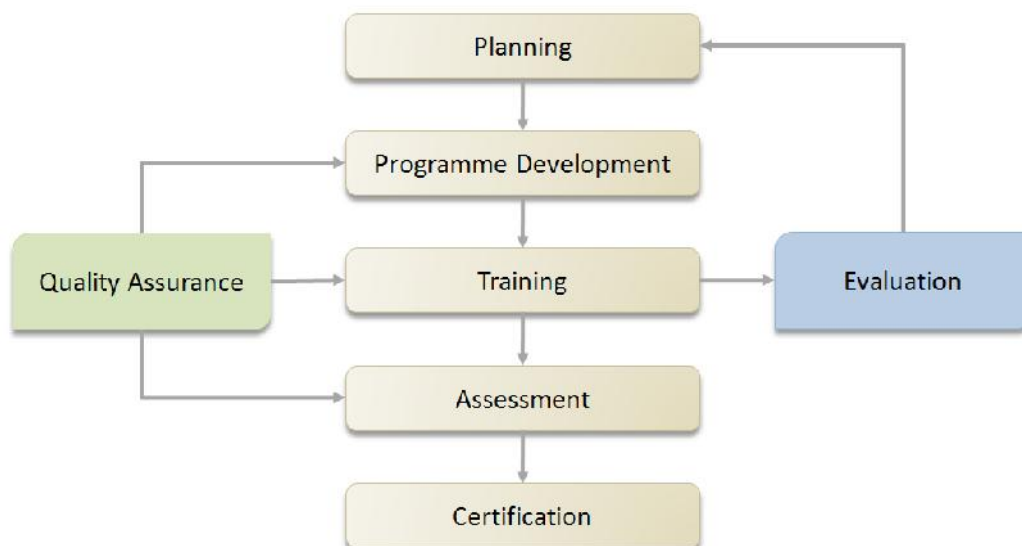 Planning
Programme Development
Quality Assurance
Training
Evaluation
Assessment
Certification